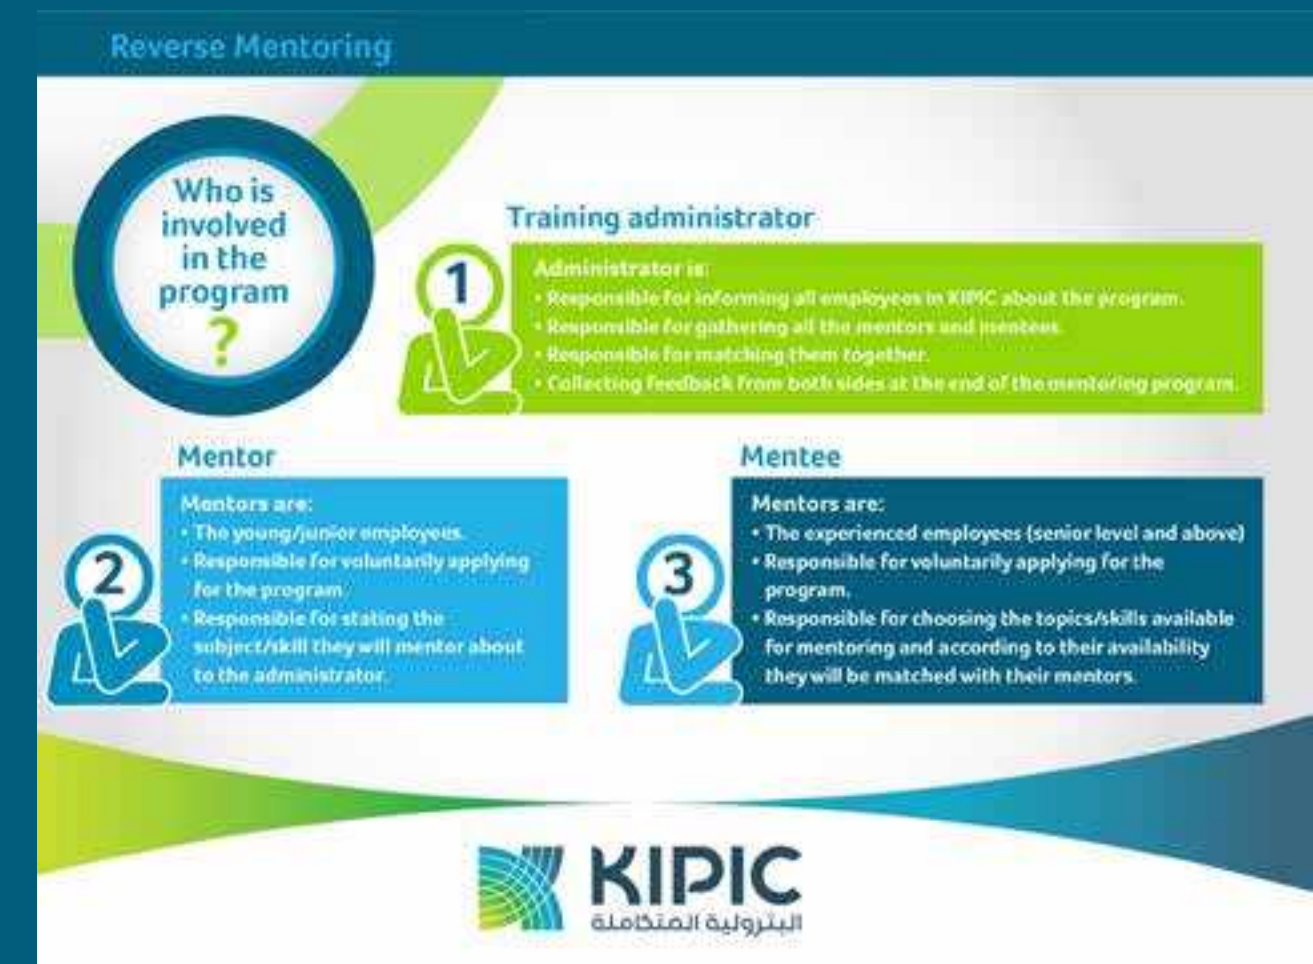 Reverse Mentoring
Who is
involved
in the
program
?
Training administrator
1
Administrator is:
• Responsible for informing all employees in KIPIC about the program.
• Responsible for gathering all the mentors and mentees.
• Responsible for matching them together.
• Collecting feedback from both sides at the end of the mentoring program.
Mentor
2
Mentors are:
• The young/junior employees.
• Responsible for voluntarily applying
for the program
• Responsible for stating the
subject/skill they will mentor about
to the administrator.
Mentee
3
Mentors are:
• The experienced employees (senior level and above)
• Responsible for voluntarily applying for the
program.
• Responsible for choosing the topics/skills available
for mentoring and according to their availability
they will be matched with their mentors.
KIPIC
البترولية المتكاملة